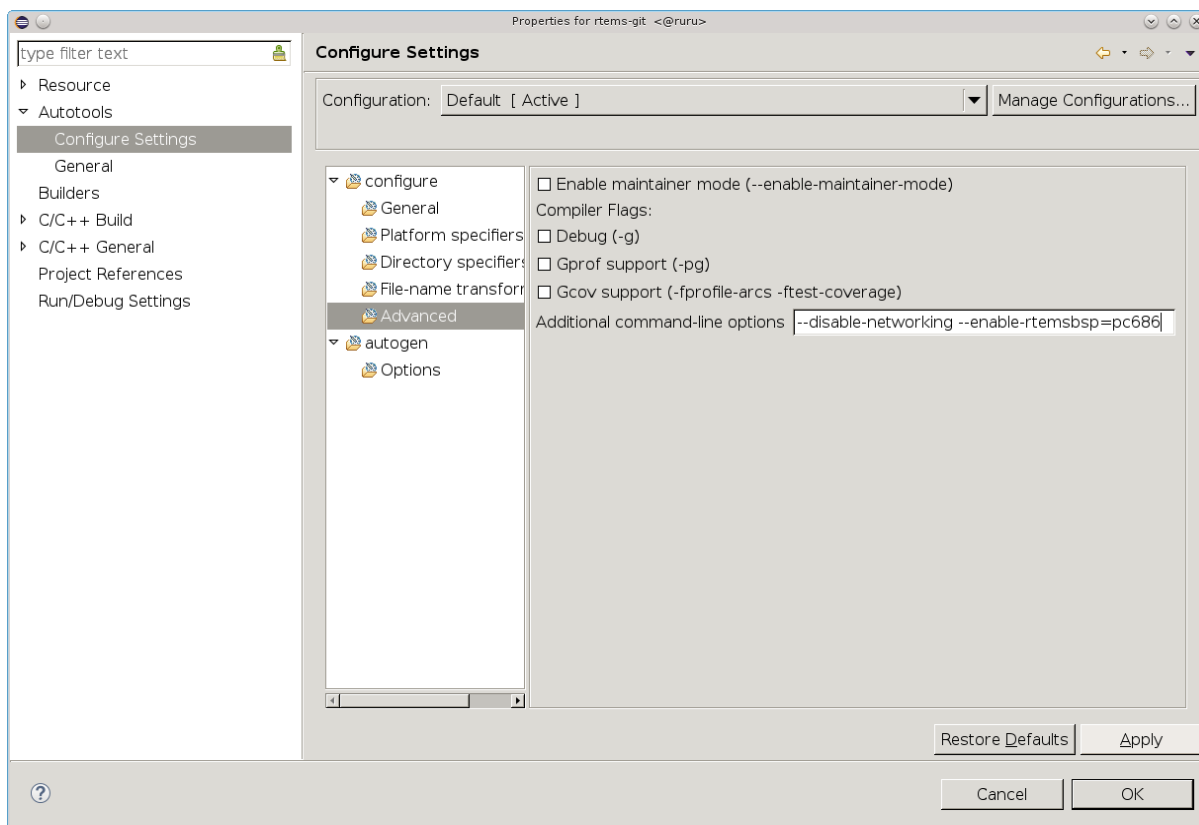 Properties for rtems-git <@ruru>
type filter text
Resource
Autotools
Configure Settings
General
Builders
C/C++ Build
C/C++ General
Project References
Run/Debug Settings
Configure Settings
Configuration: Default [ Active ] Manage Configurations...
configure
General
Platform specifiers
Directory specifiers
File-name transforr
Advanced
autogen
Options
Enable maintainer mode (--enable-maintainer-mode)
Compiler Flags:
Debug (-g)
Gprof support (-pg)
Gcov support (-fprofile-arcs -ftest-coverage)
Additional command-line options --disable-networking --enable-rtemsbsp=pc686
Restore Defaults Apply
? Cancel OK